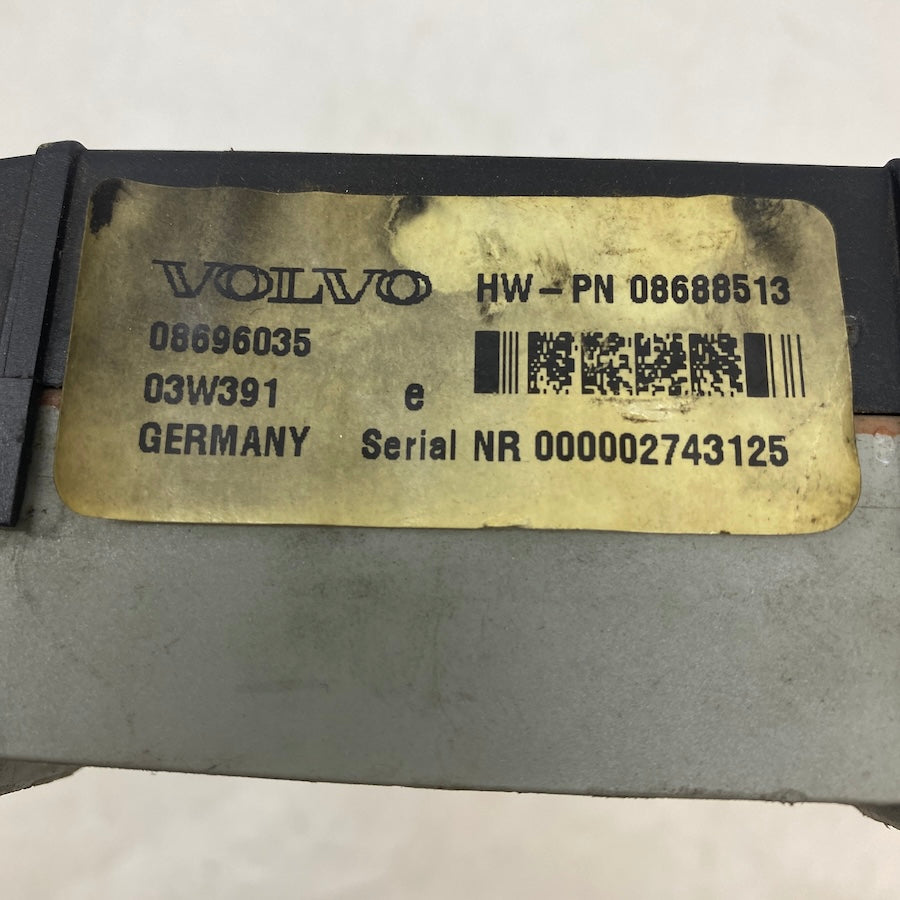 VOLVO HW-PN 08688513
08696035
03W391 e
GERMANY Serial NR 000002743125